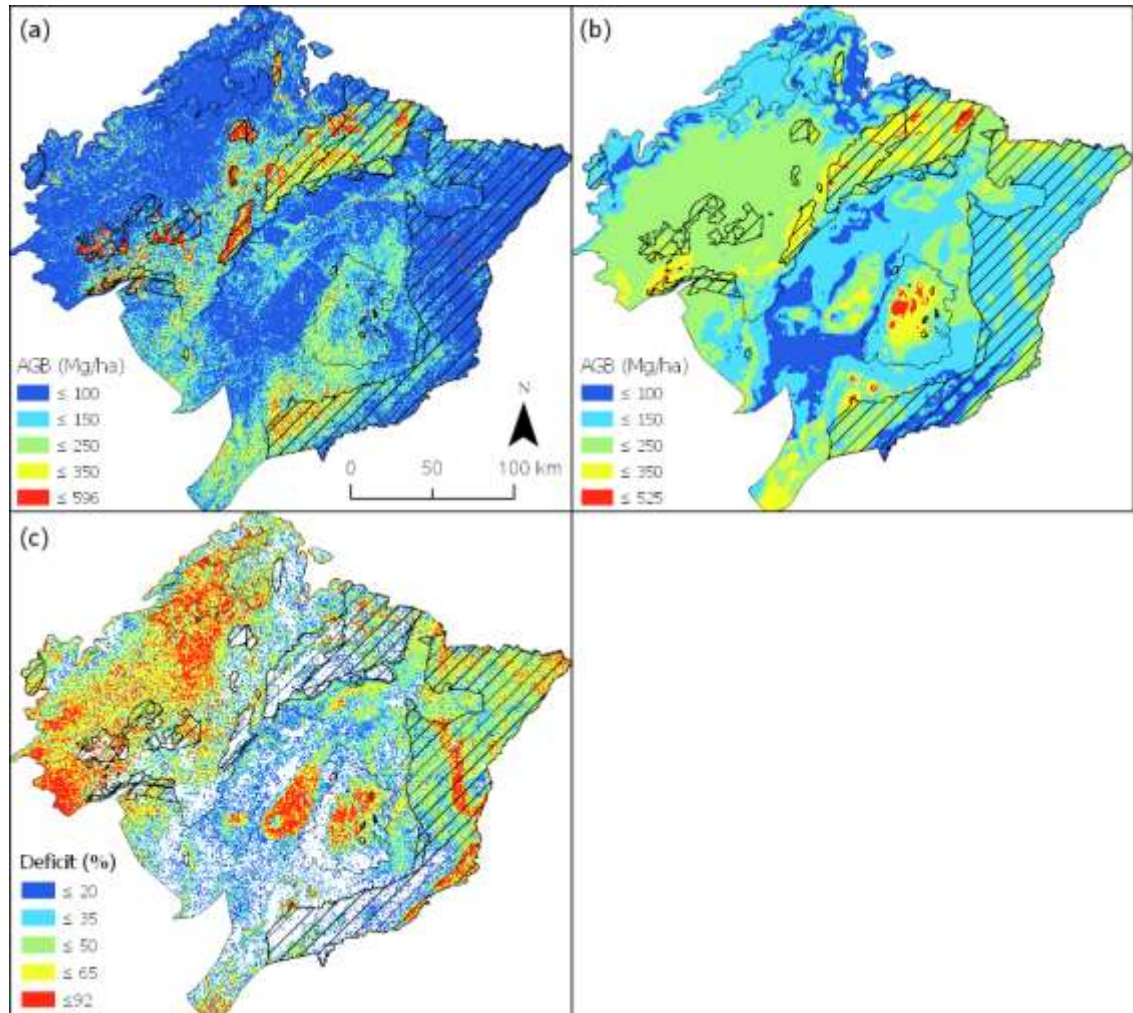 (a)
AGB (Mg/ha)
≤ 100
≤ 150
≤ 250
≤ 350
≤ 596
N
0 50 100 km
(b)
AGB (Mg/ha)
≤ 100
≤ 150
≤ 250
≤ 350
≤ 525
(c)
Deficit (%)
≤ 20
≤ 35
≤ 50
≤ 65
≤92